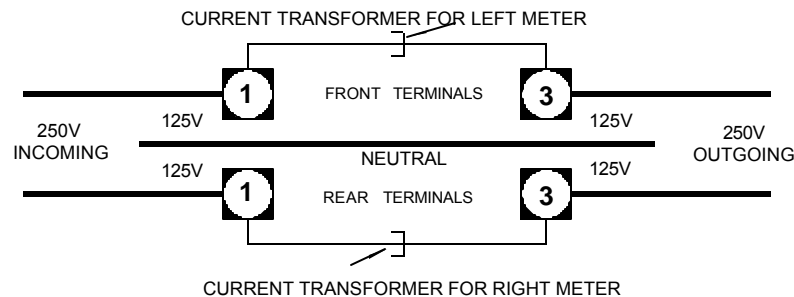 CURRENT TRANSFORMER FOR LEFT METER
1
FRONT TERMINALS
3
125V
125V
250V
INCOMING
250V
OUTGOING
NEUTRAL
125V
125V
1
REAR TERMINALS
3
CURRENT TRANSFORMER FOR RIGHT METER